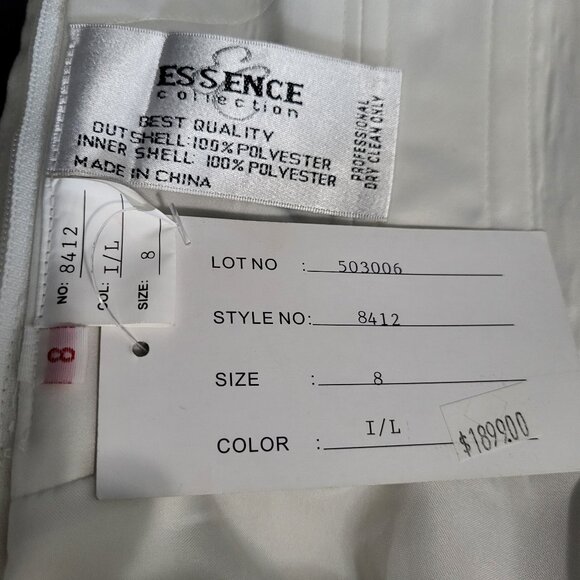 ESSENCE
collection
BEST QUALITY
OUTSHELL:100% POLYESTER
INNER SHELL: 100% POLYESTER
MADE IN CHINA
PROFESSIONAL
DRY CLEAN ONLY
NO: 8412
COL: I/L
SIZE: 8
8
LOT NO : 503006
STYLE NO: 8412
SIZE : 8
COLOR : I/L
$1899.00